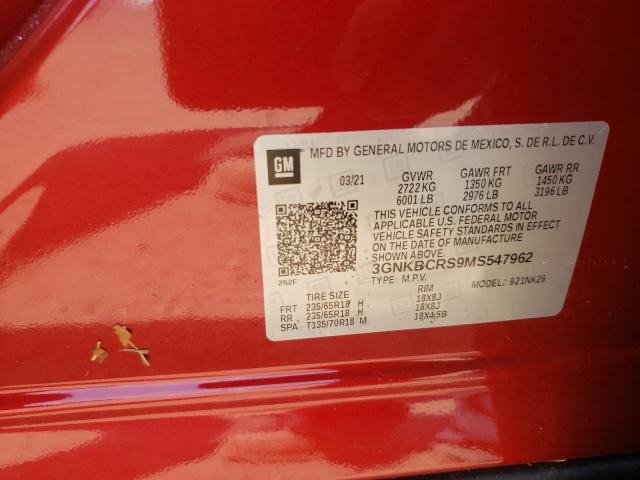 GM
MFD BY GENERAL MOTORS DE MEXICO, S. DE R.L. DE C.V.
03/21 GVWR GAWR FRT GAWR RR
2722 KG 1350 KG 1450 KG
6001 LB 2976 LB 3196 LB
THIS VEHICLE CONFORMS TO ALL
APPLICABLE U.S. FEDERAL MOTOR
VEHICLE SAFETY STANDARDS IN EFFECT
ON THE DATE OF MANUFACTURE
SHOWN ABOVE.
3GNKBCRS9MS547962
252F TYPE: M.P.V. MODEL: 921NK26
TIRE SIZE RIM
FRT 235/65R18 H 18X8J
RR 235/65R18 H 18X8J
SPA T135/70R18 M 18X4.5B